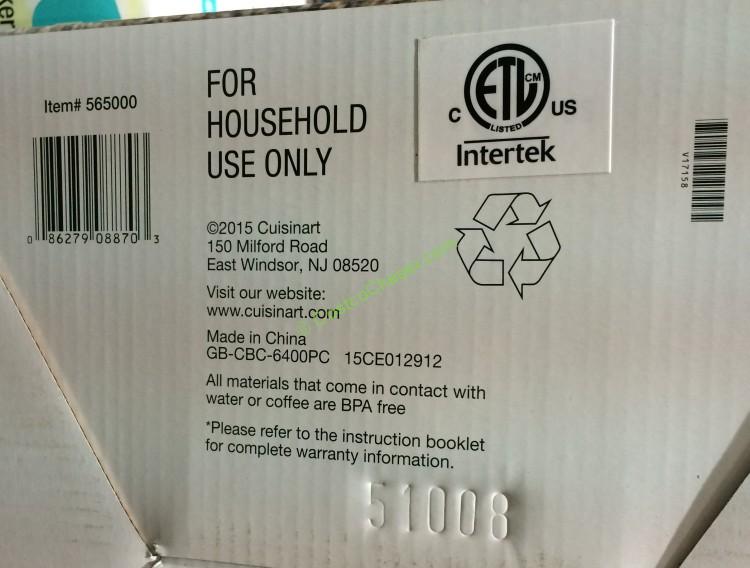 ker
Item# 565000
0 86279 08870 3
FOR
HOUSEHOLD
USE ONLY
©2015 Cuisinart
150 Milford Road
East Windsor, NJ 08520
Visit our website:
www.cuisinart.com
Made in China
GB-CBC-6400PC 15CE012912
All materials that come in contact with
water or coffee are BPA free
*Please refer to the instruction booklet
for complete warranty information.
51008
C ETL CM US
LISTED
Intertek
V17158
© CostcoChaser.com